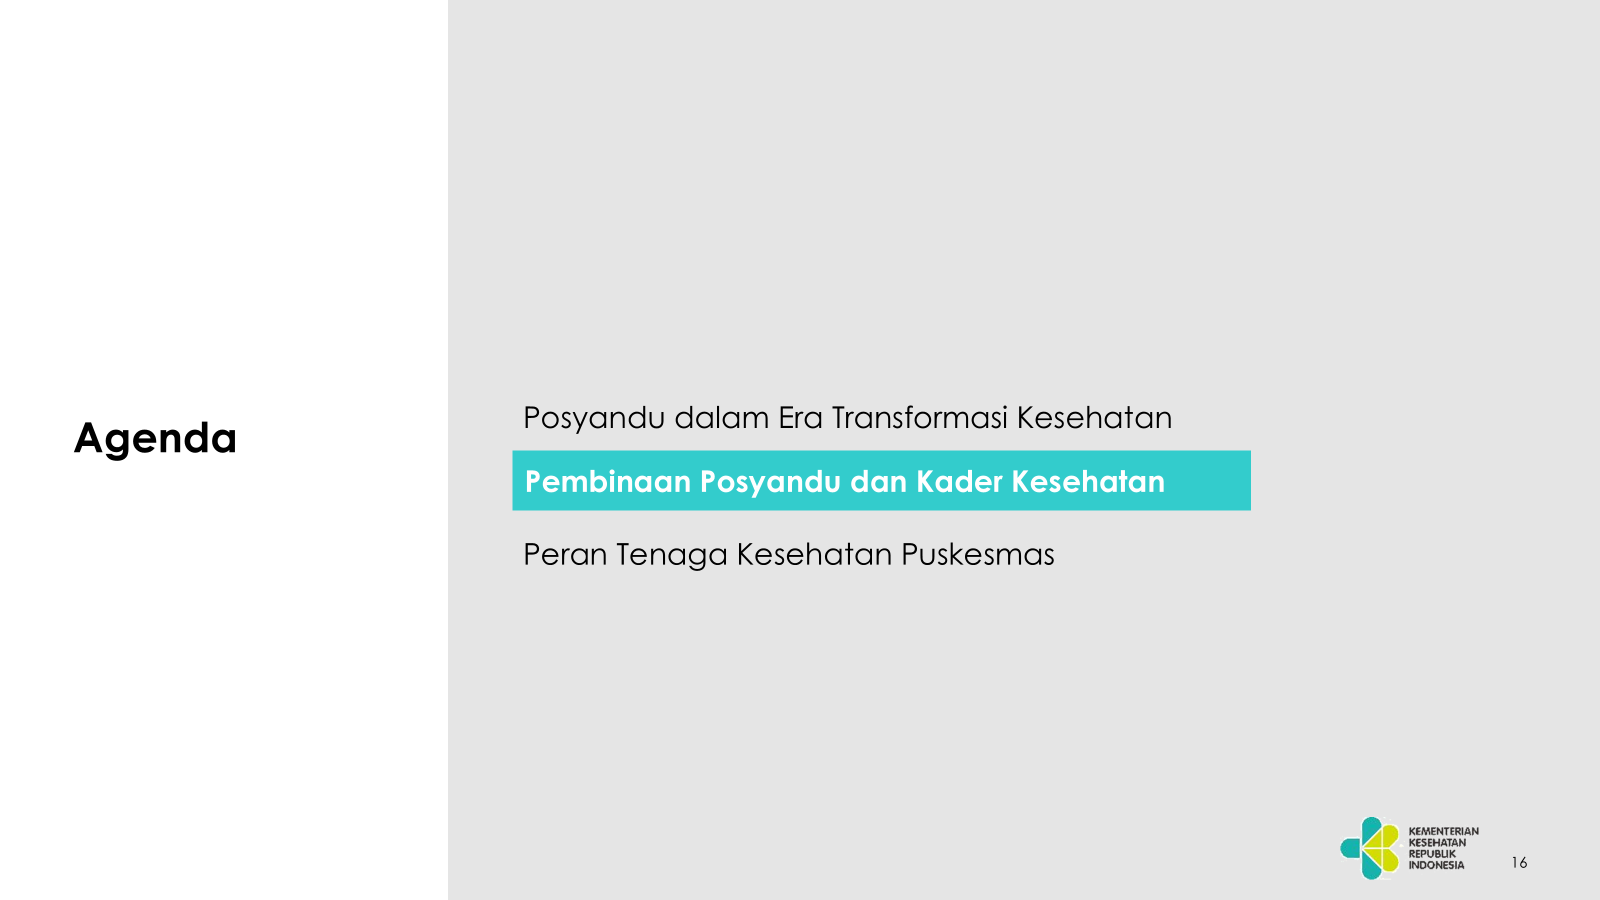 Agenda
Posyandu dalam Era Transformasi Kesehatan
Pembinaan Posyandu dan Kader Kesehatan
Peran Tenaga Kesehatan Puskesmas
KEMENTERIAN
KESEHATAN
REPUBLIK
INDONESIA
16